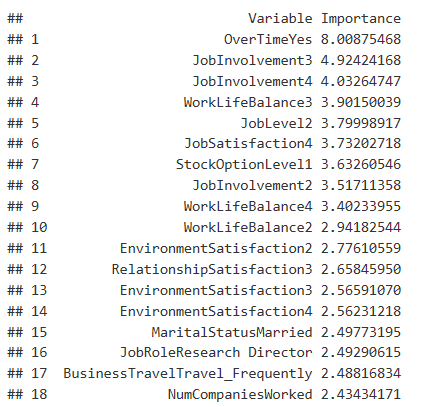 ## Variable Importance
## 1 OverTimeYes 8.00875468
## 2 JobInvolvement3 4.92424168
## 3 JobInvolvement4 4.03264747
## 4 WorkLifeBalance3 3.90150039
## 5 JobLevel2 3.79998917
## 6 JobSatisfaction4 3.73202718
## 7 StockOptionLevel1 3.63260546
## 8 JobInvolvement2 3.51711358
## 9 WorkLifeBalance4 3.40233955
## 10 WorkLifeBalance2 2.94182544
## 11 EnvironmentSatisfaction2 2.77610559
## 12 RelationshipSatisfaction3 2.65845950
## 13 EnvironmentSatisfaction3 2.56591070
## 14 EnvironmentSatisfaction4 2.56231218
## 15 MaritalStatusMarried 2.49773195
## 16 JobRoleResearch Director 2.49290615
## 17 BusinessTravelTravel_Frequently 2.48816834
## 18 NumCompaniesWorked 2.43434171